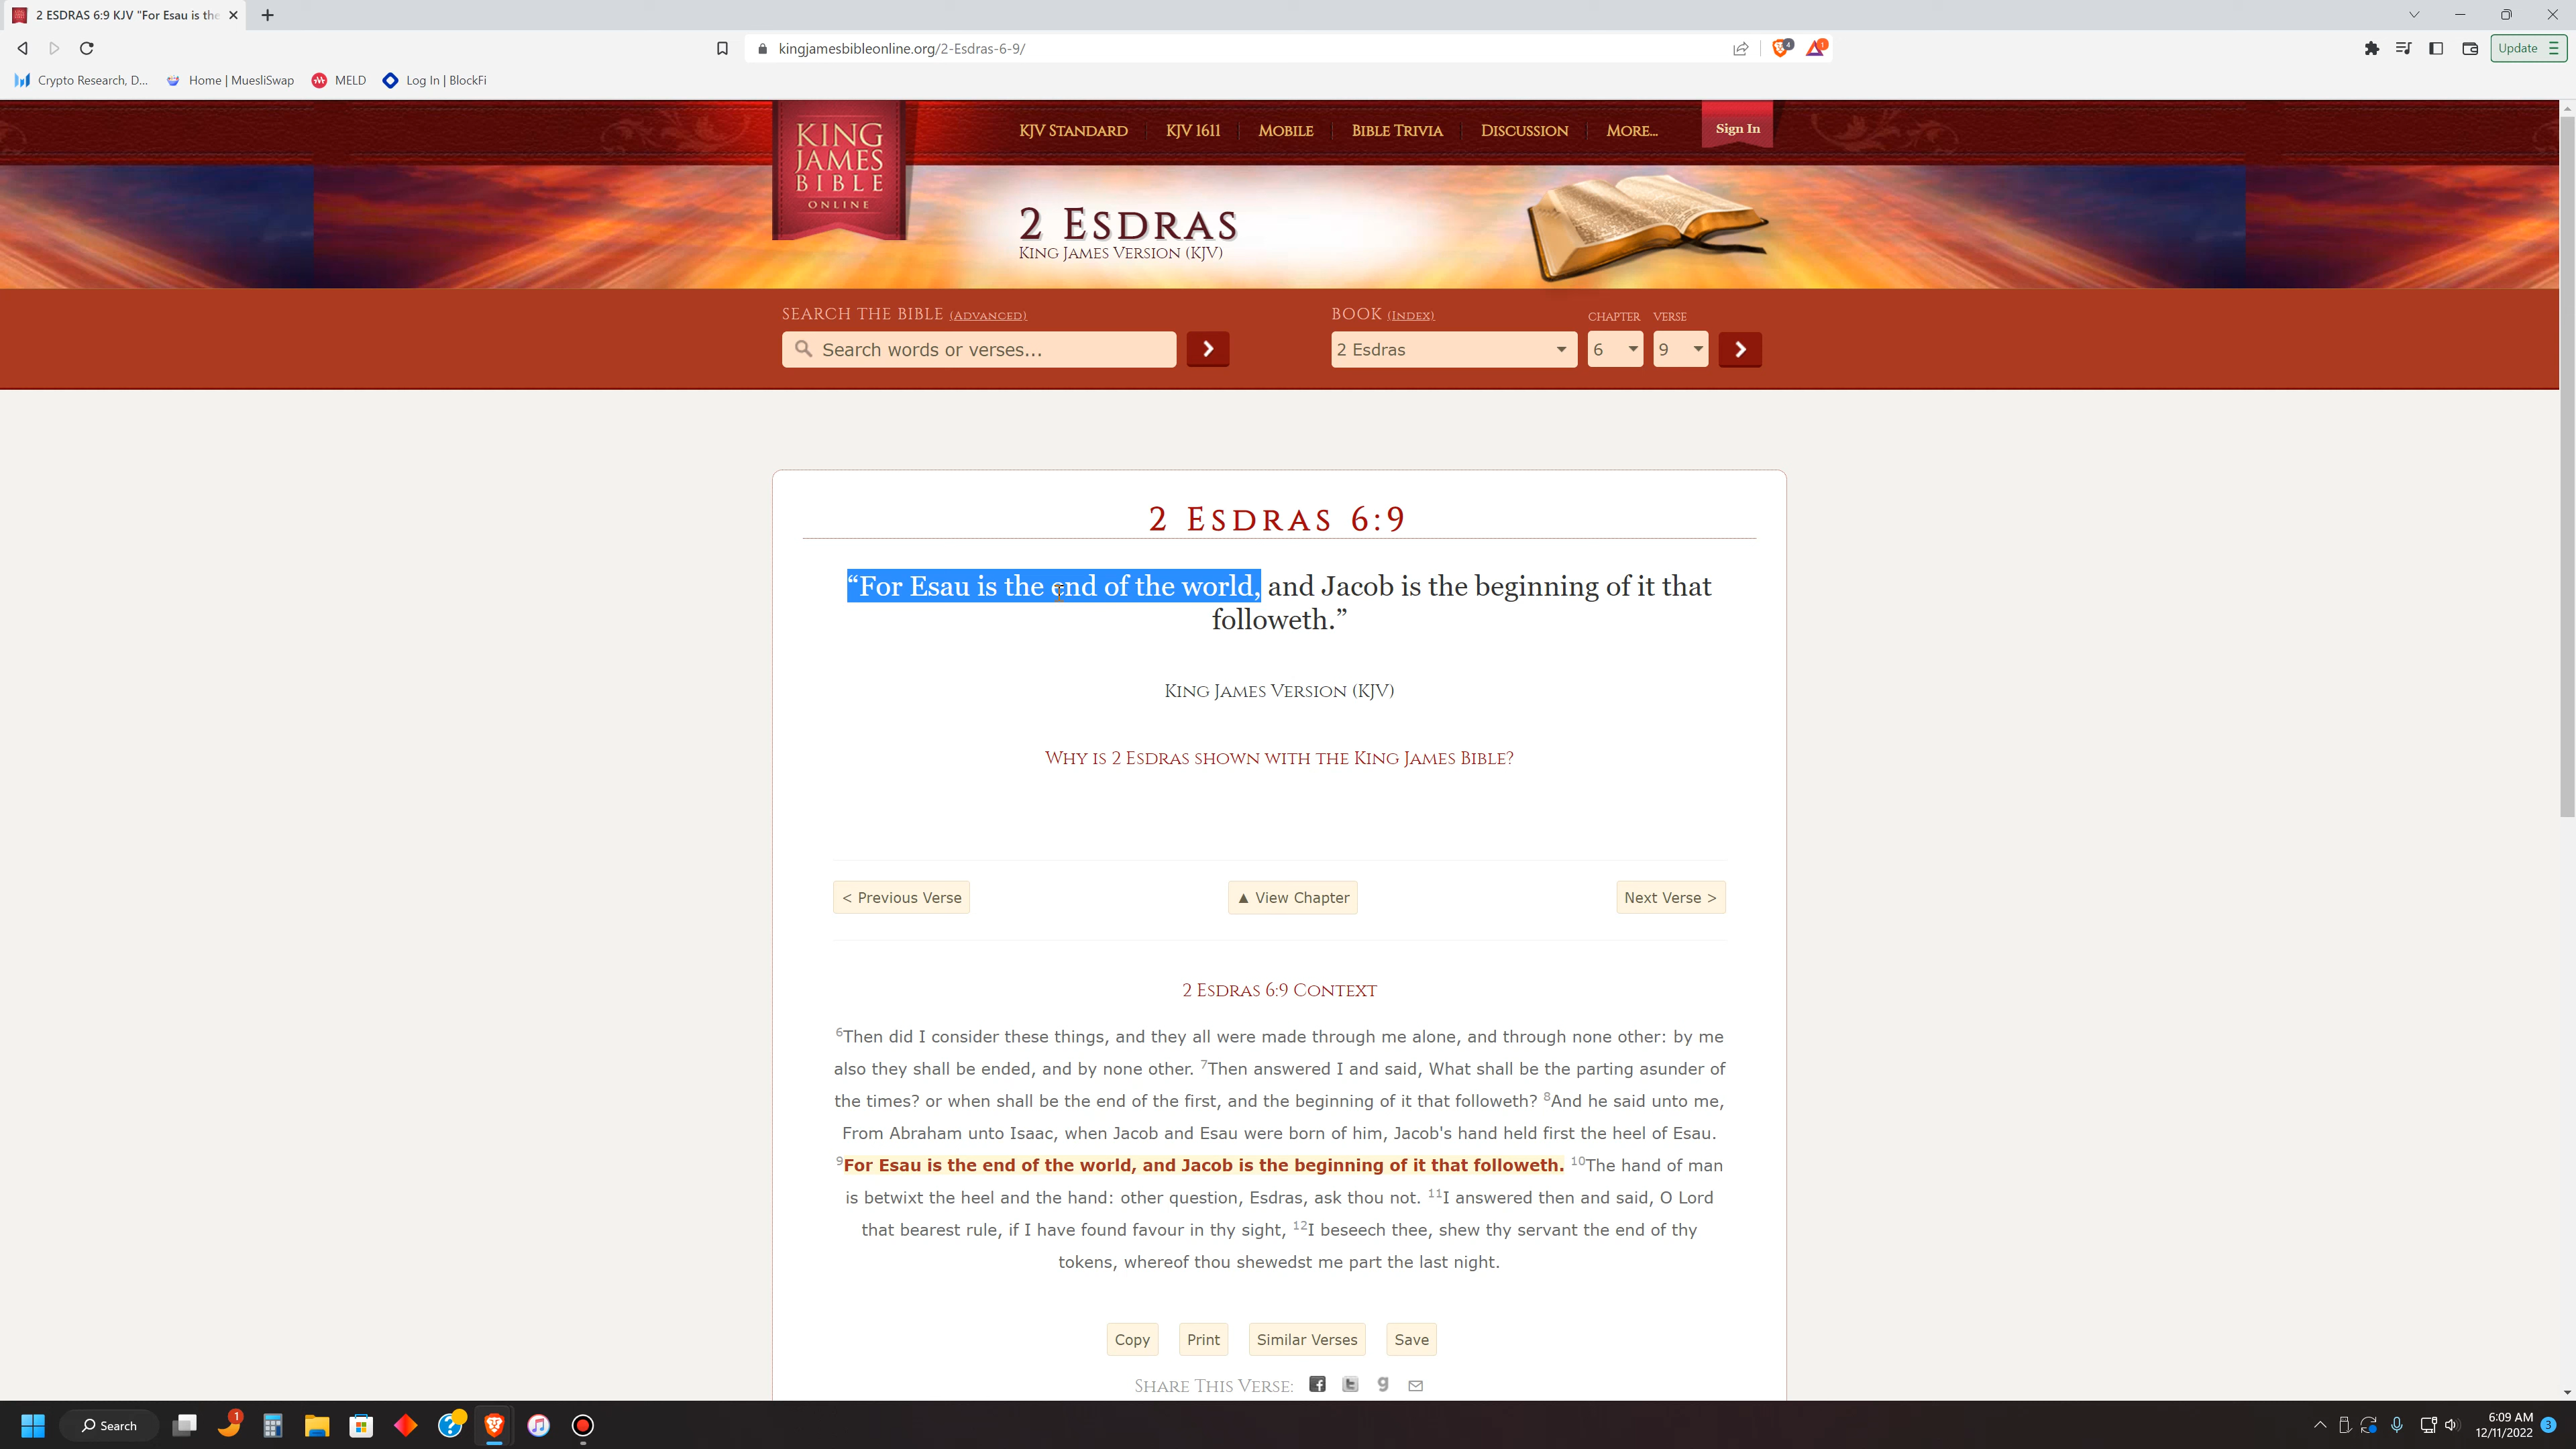 2 ESDRAS 6:9 KJV "For Esau is the
kingjamesbibleonline.org/2-Esdras-6-9/
4
1
Update
Crypto Research, D...
Home | MuesliSwap
MELD
Log In | BlockFi
KING
JAMES
BIBLE
ONLINE
KJV STANDARD
KJV 1611
MOBILE
BIBLE TRIVIA
DISCUSSION
MORE...
Sign In
2 ESDRAS
KING JAMES VERSION (KJV)
SEARCH THE BIBLE (ADVANCED)
BOOK (INDEX)
CHAPTER
VERSE
Search words or verses...
2 Esdras
6
9
2 ESDRAS 6:9
“For Esau is the end of the world, and Jacob is the beginning of it that
followeth.”
KING JAMES VERSION (KJV)
WHY IS 2 ESDRAS SHOWN WITH THE KING JAMES BIBLE?
< Previous Verse
▲ View Chapter
Next Verse >
2 ESDRAS 6:9 CONTEXT
6Then did I consider these things, and they all were made through me alone, and through none other: by me
also they shall be ended, and by none other. 7Then answered I and said, What shall be the parting asunder of
the times? or when shall be the end of the first, and the beginning of it that followeth? 8And he said unto me,
From Abraham unto Isaac, when Jacob and Esau were born of him, Jacob's hand held first the heel of Esau.
9For Esau is the end of the world, and Jacob is the beginning of it that followeth. 10The hand of man
is betwixt the heel and the hand: other question, Esdras, ask thou not. 11I answered then and said, O Lord
that bearest rule, if I have found favour in thy sight, 12I beseech thee, shew thy servant the end of thy
tokens, whereof thou shewedst me part the last night.
Copy
Print
Similar Verses
Save
SHARE THIS VERSE:
Search
1
6:09 AM
12/11/2022
3